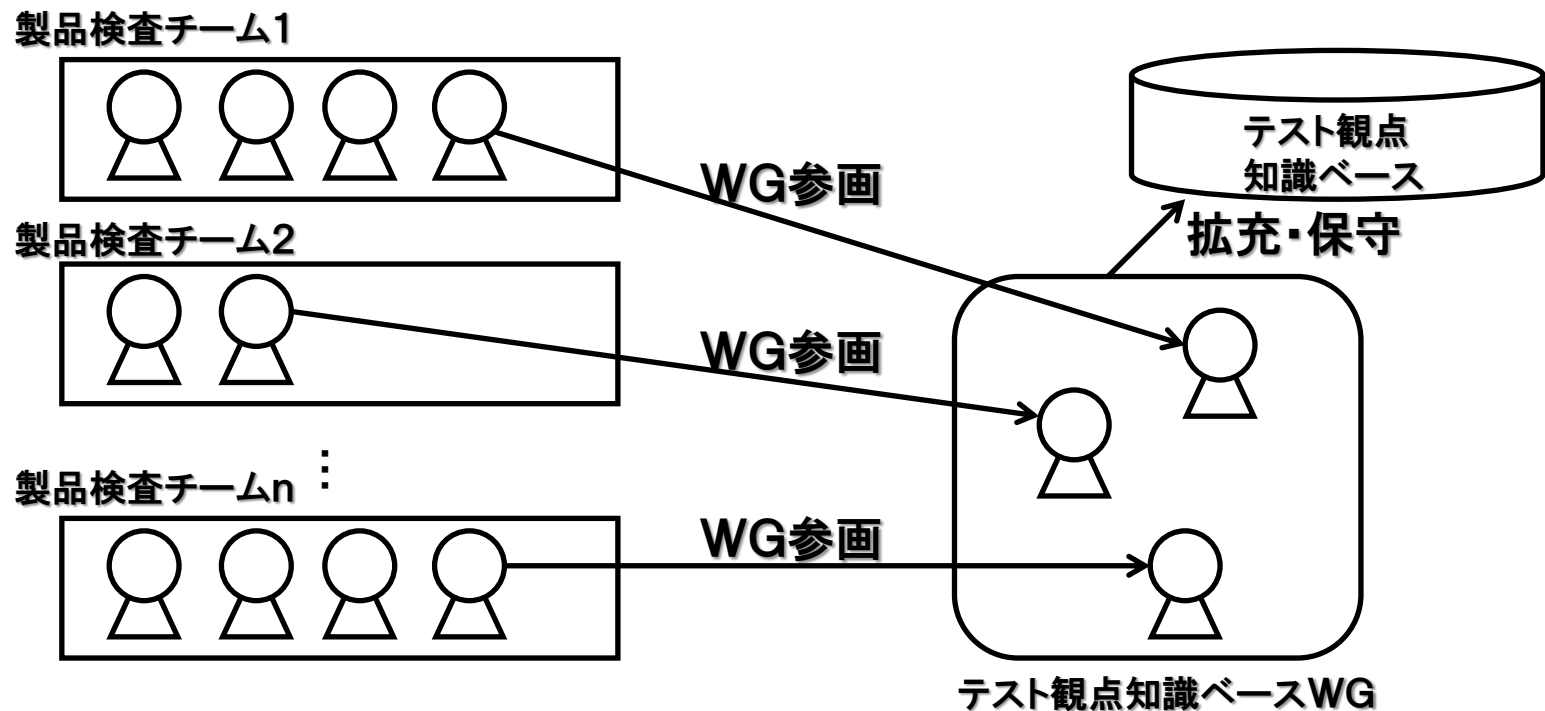 製品検査チーム1
WG参画
テスト観点
知識ベース
拡充・保守
製品検査チーム2
WG参画
⋮
製品検査チームn
WG参画
テスト観点知識ベースWG